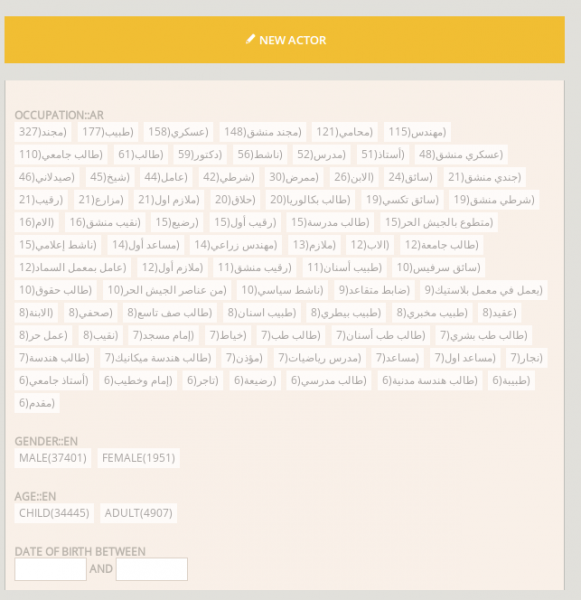 NEW ACTOR
OCCUPATION::AR
مجند(327) طبيب(177) عسكري(158) مجند منشق(148) محامي(121) مهندس(115)
طالب جامعي(110) طالب(61) دكتور(59) ناشط(56) مدرس(52) أستاذ(51) عسكري منشق(48)
صيدلاني(46) شيخ(45) عامل(44) شرطي(42) ممرض(30) الابن(26) سائق(24) جندي منشق(21)
رقيب(21) مزارع(21) ملازم اول(21) حلاق(20) طالب بكالوريا(20) سائق تكسي(19) شرطي منشق(19)
الام(16) نقيب منشق(16) رضيع(15) رقيب أول(15) طالب مدرسة(15) متطوع بالجيش الحر(15)
ناشط إعلامي(15) مساعد أول(14) مهندس زراعي(14) ملازم(13) الاب(12) طالب جامعة(12)
عامل بمعمل السماد(12) ملازم أول(12) رقيب منشق(11) طبيب أسنان(11) سائق سرفيس(10)
طالب حقوق(10) من عناصر الجيش الحر(10) ناشط سياسي(10) ضابط متقاعد(9) يعمل في معمل بلاستيك(9)
الابنة(8) صحفي(8) طالب صف تاسع(8) طبيب اسنان(8) طبيب بيطري(8) طبيب مخبري(8) عقيد(8)
عمل حر(8) نقيب(8) إمام مسجد(7) خياط(7) طالب طب(7) طالب طب أسنان(7) طالب طب بشري(7)
طالب هندسة(7) طالب هندسة ميكانيك(7) مؤذن(7) مدرس رياضيات(7) مساعد(7) مساعد اول(7) نجار(7)
أستاذ جامعي(6) إمام وخطيب(6) تاجر(6) رضيعة(6) طالب مدرسي(6) طالب هندسة مدنية(6) طبيبة(6)
مقدم(6)
GENDER::EN
MALE(37401) FEMALE(1951)
AGE::EN
CHILD(34445) ADULT(4907)
DATE OF BIRTH BETWEEN
AND